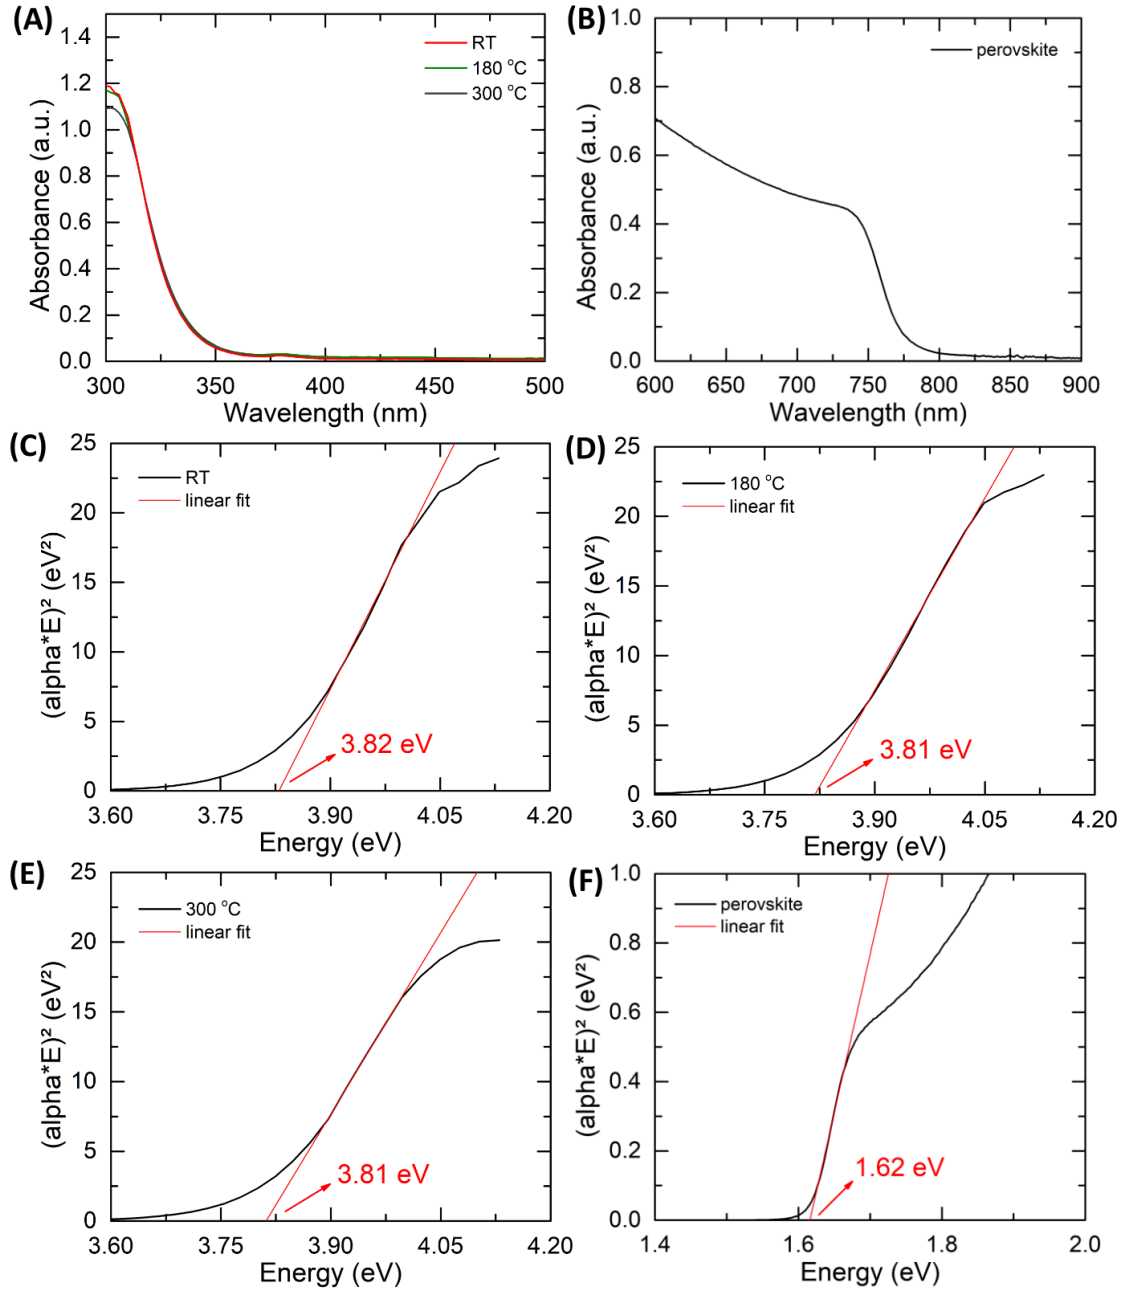 (A)
RT
180 °C
300 °C
1.4
1.2
1.0
0.8
0.6
0.4
0.2
0.0
Absorbance (a.u.)
300
350
400
450
500
Wavelength (nm)
(B)
perovskite
1.0
0.8
0.6
0.4
0.2
0.0
Absorbance (a.u.)
600
650
700
750
800
850
900
Wavelength (nm)
(C)
RT
linear fit
25
20
15
10
5
0
(alpha*E)² (eV²)
3.82 eV
3.60
3.75
3.90
4.05
4.20
Energy (eV)
(D)
180 °C
linear fit
25
20
15
10
5
0
(alpha*E)² (eV²)
3.81 eV
3.60
3.75
3.90
4.05
4.20
Energy (eV)
(E)
300 °C
linear fit
25
20
15
10
5
0
(alpha*E)² (eV²)
3.81 eV
3.60
3.75
3.90
4.05
4.20
Energy (eV)
(F)
perovskite
linear fit
1.0
0.8
0.6
0.4
0.2
0.0
(alpha*E)² (eV²)
1.62 eV
1.4
1.6
1.8
2.0
Energy (eV)